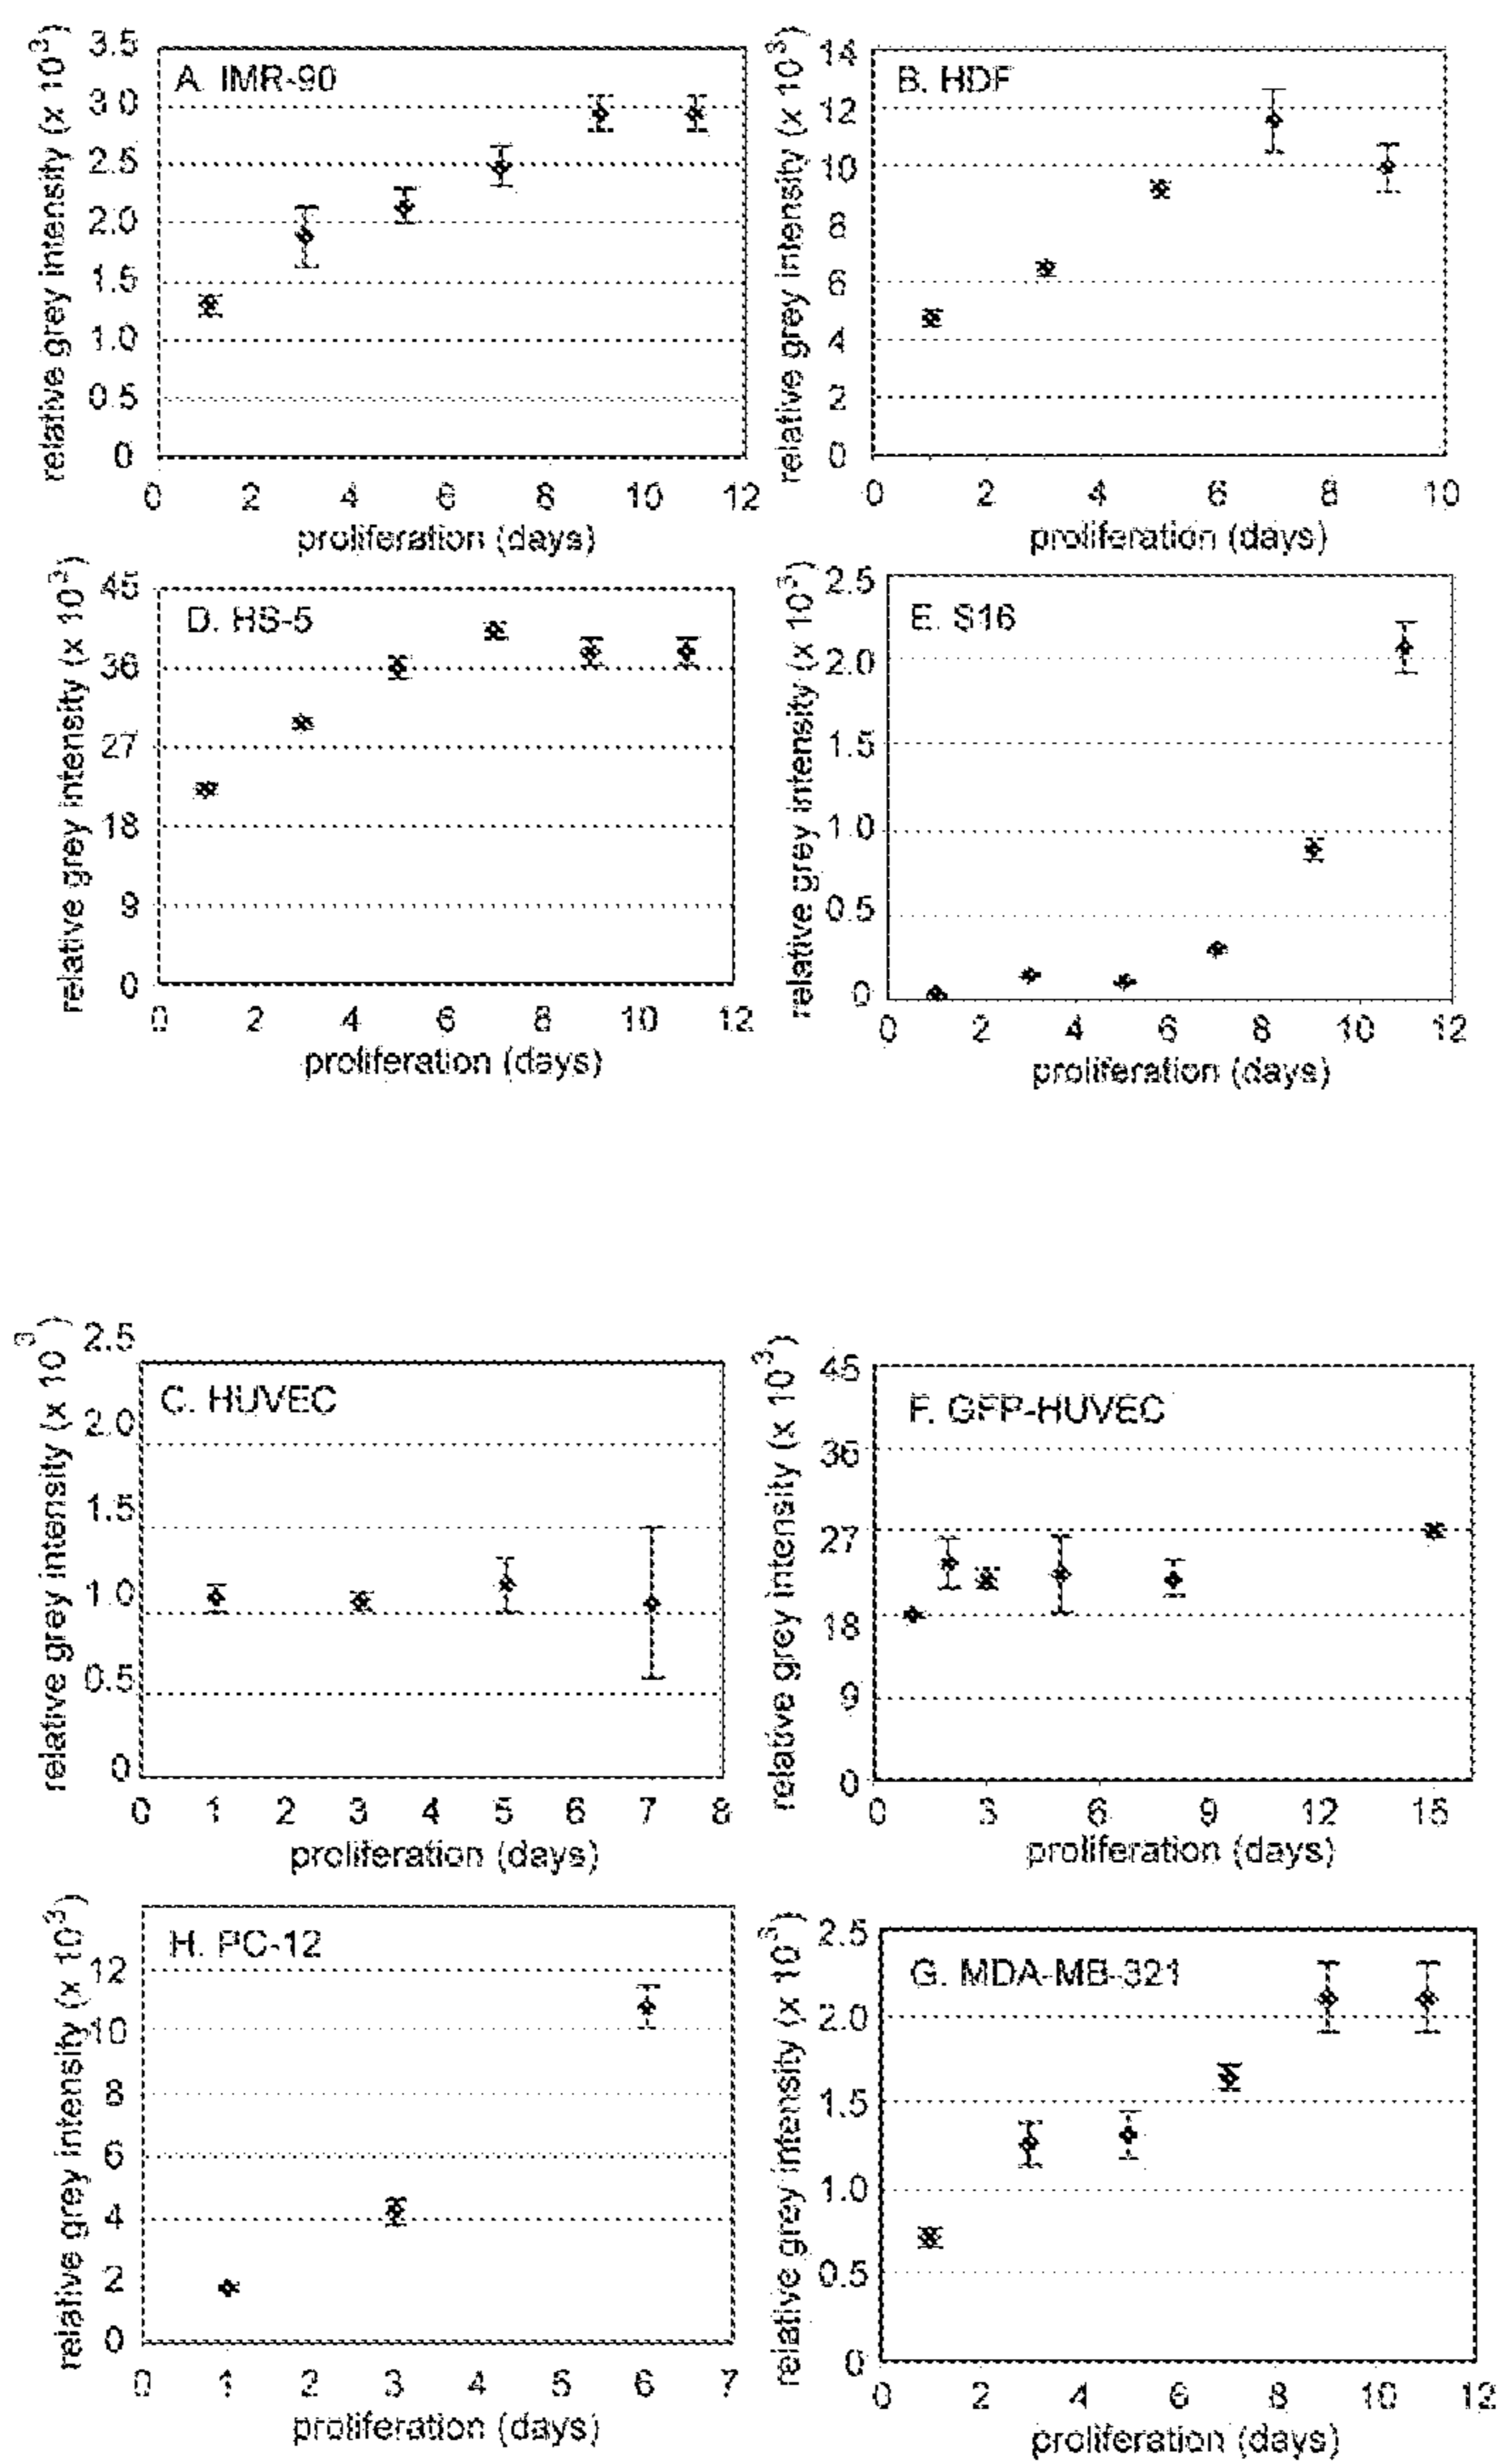 relative grey intensity (x 10³)
3.5
3.0
2.5
2.0
1.5
1.0
0.5
0
A. IMR-90
0 2 4 6 8 10 12
proliferation (days)
relative grey intensity (x 10³)
14
12
10
8
6
4
2
0
B. HDF
0 2 4 6 8 10
proliferation (days)
relative grey intensity (x 10³)
45
36
27
18
9
0
D. HS-5
0 2 4 6 8 10 12
proliferation (days)
relative grey intensity (x 10³)
2.5
2.0
1.5
1.0
0.5
0
E. S16
0 2 4 6 8 10 12
proliferation (days)
relative grey intensity (x 10³)
2.5
2.0
1.5
1.0
0.5
0
C. HUVEC
0 1 2 3 4 5 6 7 8
proliferation (days)
relative grey intensity (x 10³)
45
36
27
18
9
0
F. GFP-HUVEC
0 3 6 9 12 15
proliferation (days)
relative grey intensity (x 10³)
12
10
8
6
4
2
0
H. PC-12
0 1 2 3 4 5 6 7
proliferation (days)
relative grey intensity (x 10³)
2.5
2.0
1.5
1.0
0.5
0
G. MDA-MB-321
0 2 4 6 8 10 12
proliferation (days)